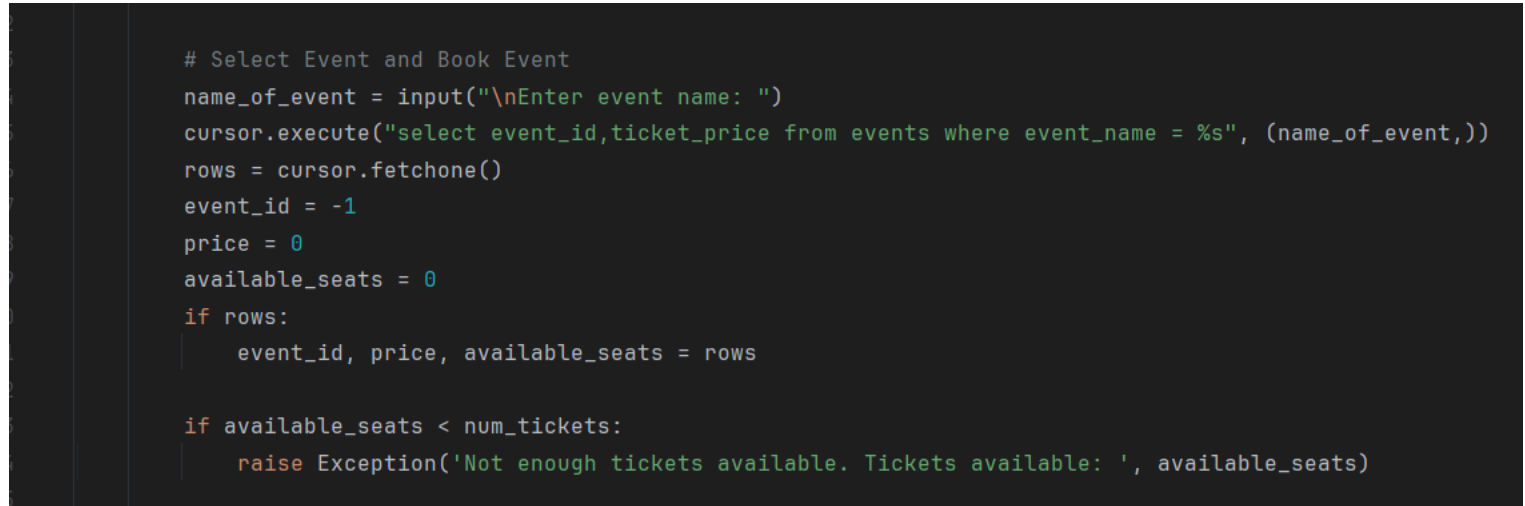 # Select Event and Book Event
name_of_event = input("\nEnter event name: ")
cursor.execute("select event_id,ticket_price from events where event_name = %s", (name_of_event,))
rows = cursor.fetchone()
event_id = -1
price = 0
available_seats = 0
if rows:
event_id, price, available_seats = rows
if available_seats < num_tickets:
raise Exception('Not enough tickets available. Tickets available: ', available_seats)